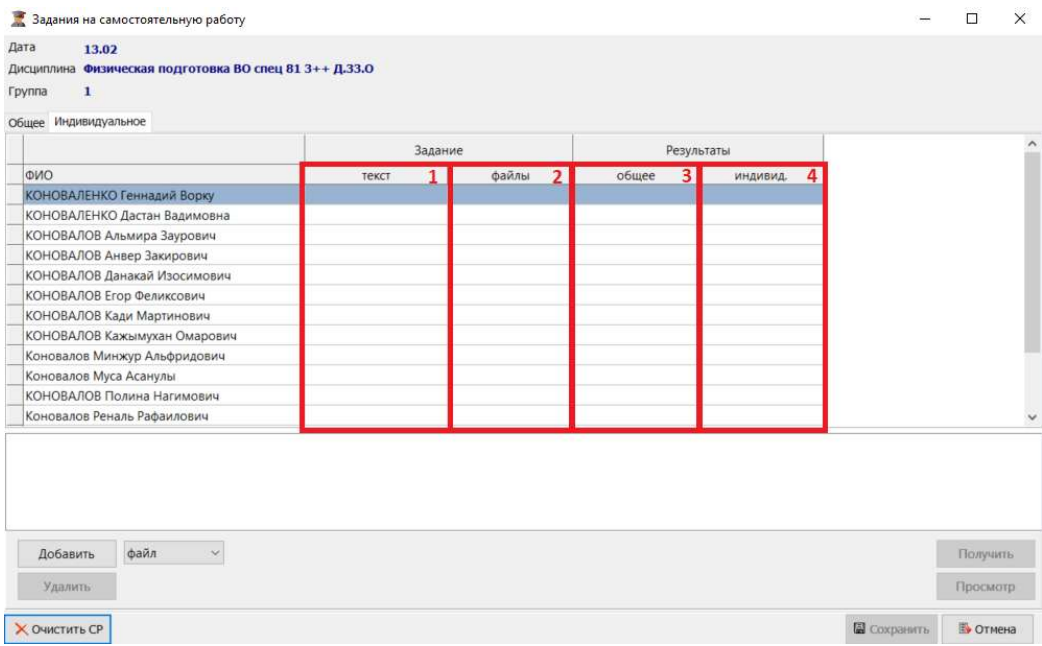 Задания на самостоятельную работу
Дата 13.02
Дисциплина Физическая подготовка ВО спец 81 3++ Д.33.О
Группа 1
Общее Индивидуальное
Задание Результаты
ФИО текст 1 файлы 2 общее 3 индивид. 4
КОНОВАЛЕНКО Геннадий Ворку
КОНОВАЛЕНКО Дастан Вадимовна
КОНОВАЛОВ Альмира Заурович
КОНОВАЛОВ Анвер Закирович
КОНОВАЛОВ Данакай Изосимович
КОНОВАЛОВ Егор Феликсович
КОНОВАЛОВ Кади Мартинович
КОНОВАЛОВ Кажымухан Омарович
Коновалов Минжур Альфридович
Коновалов Муса Асанулы
КОНОВАЛОВ Полина Нагимович
Коновалов Реналь Рафаилович
Добавить файл Получить
Удалить Просмотр
Очистить СР Сохранить Отмена